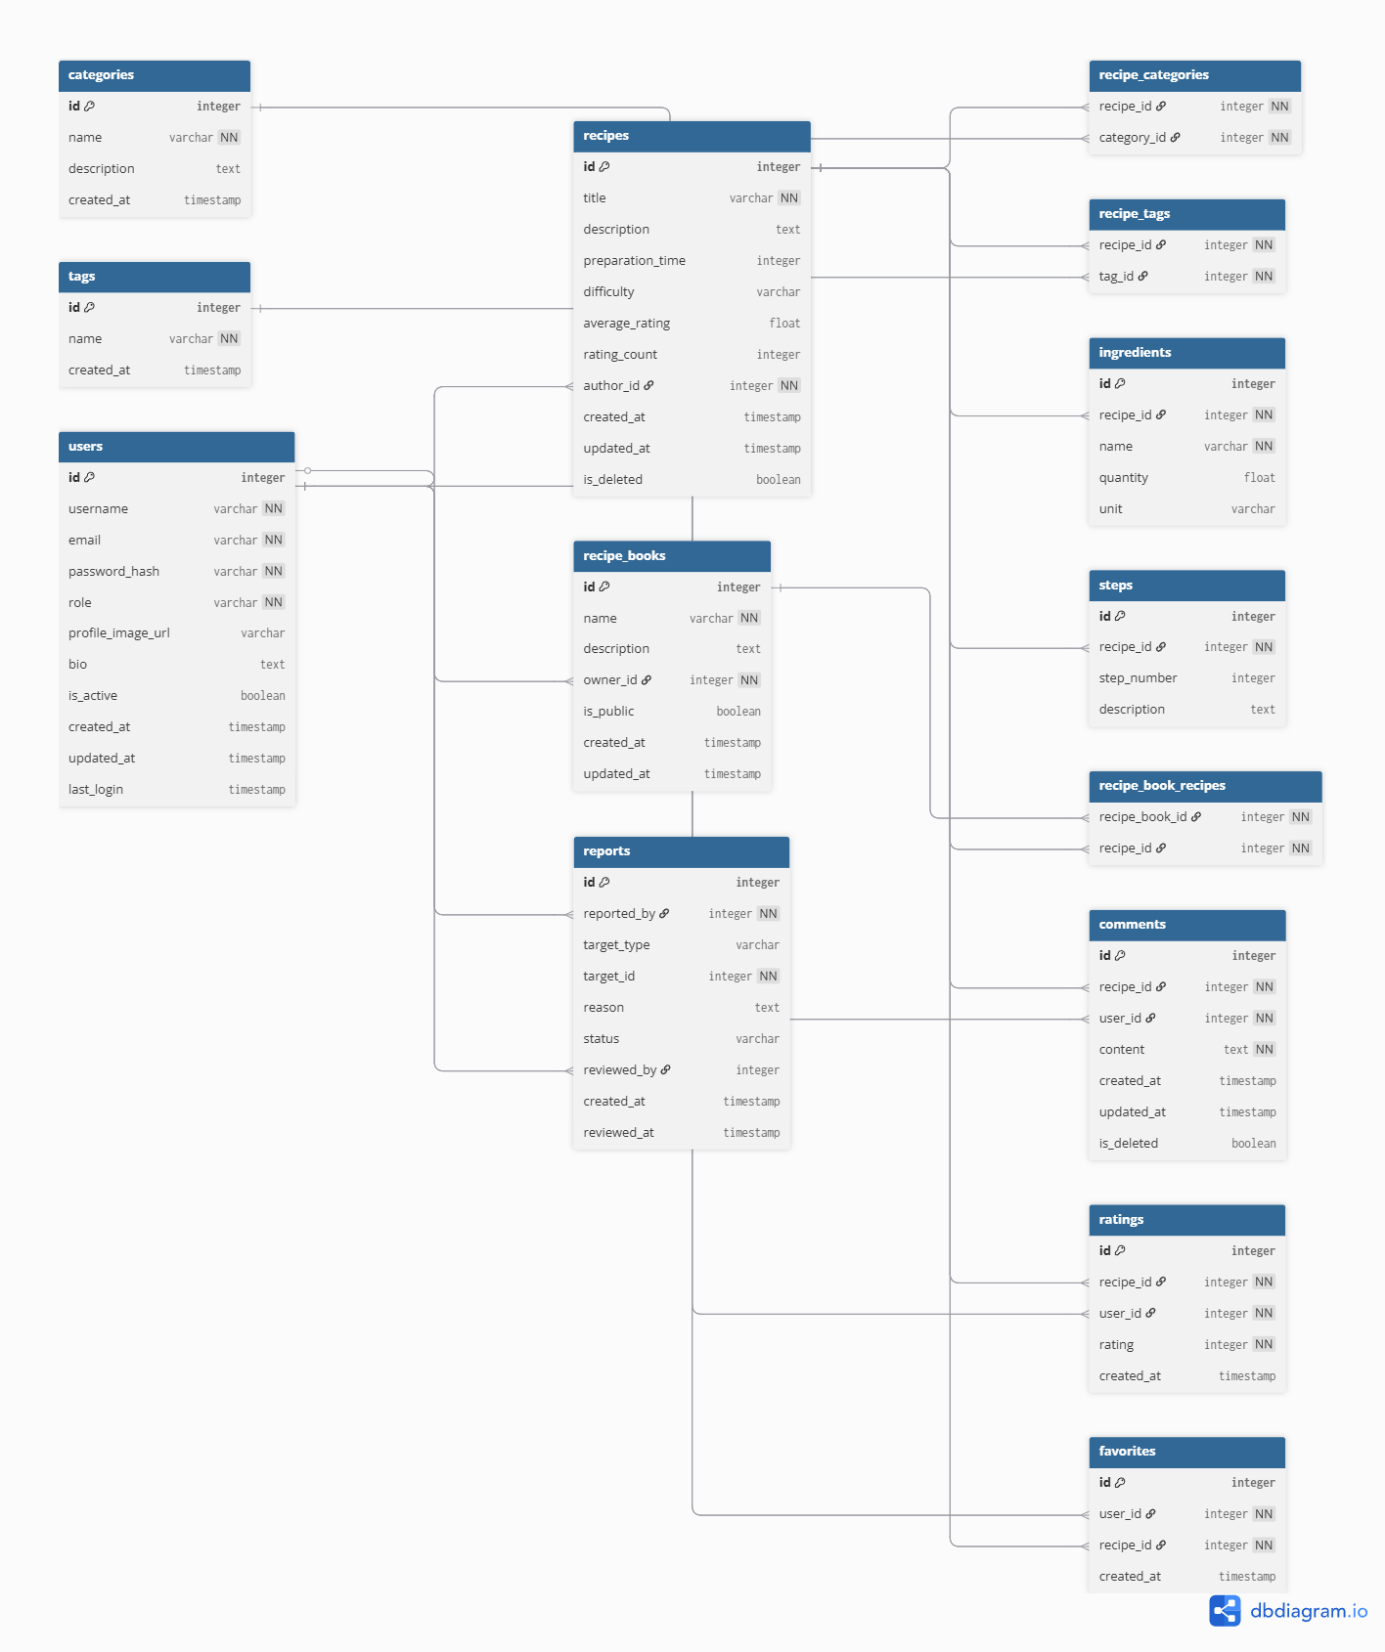 categories
id integer
name varchar NN
description text
created_at timestamp
tags
id integer
name varchar NN
created_at timestamp
users
id integer
username varchar NN
email varchar NN
password_hash varchar NN
role varchar NN
profile_image_url varchar
bio text
is_active boolean
created_at timestamp
updated_at timestamp
last_login timestamp
recipes
id integer
title varchar NN
description text
preparation_time integer
difficulty varchar
average_rating float
rating_count integer
author_id integer NN
created_at timestamp
updated_at timestamp
is_deleted boolean
recipe_books
id integer
name varchar NN
description text
owner_id integer NN
is_public boolean
created_at timestamp
updated_at timestamp
reports
id integer
reported_by integer NN
target_type varchar
target_id integer NN
reason text
status varchar
reviewed_by integer
created_at timestamp
reviewed_at timestamp
recipe_categories
recipe_id integer NN
category_id integer NN
recipe_tags
recipe_id integer NN
tag_id integer NN
ingredients
id integer
recipe_id integer NN
name varchar NN
quantity float
unit varchar
steps
id integer
recipe_id integer NN
step_number integer
description text
recipe_book_recipes
recipe_book_id integer NN
recipe_id integer NN
comments
id integer
recipe_id integer NN
user_id integer NN
content text NN
created_at timestamp
updated_at timestamp
is_deleted boolean
ratings
id integer
recipe_id integer NN
user_id integer NN
rating integer NN
created_at timestamp
favorites
id integer
user_id integer NN
recipe_id integer NN
created_at timestamp
dbdiagram.io